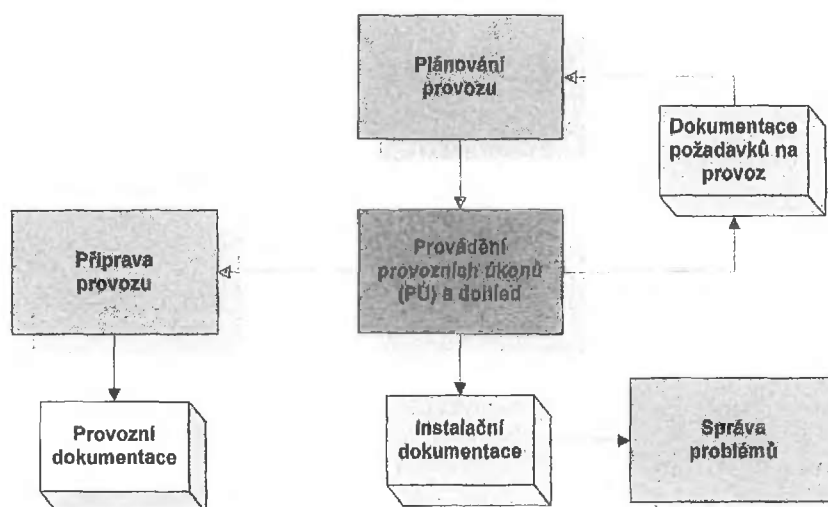 Plánování
provozu
Dokumentace
požadavků na
provoz
Příprava
provozu
Provádění
provozních úkonů
(PÚ) a dohled
Provozní
dokumentace
Instalační
dokumentace
Správa
problémů